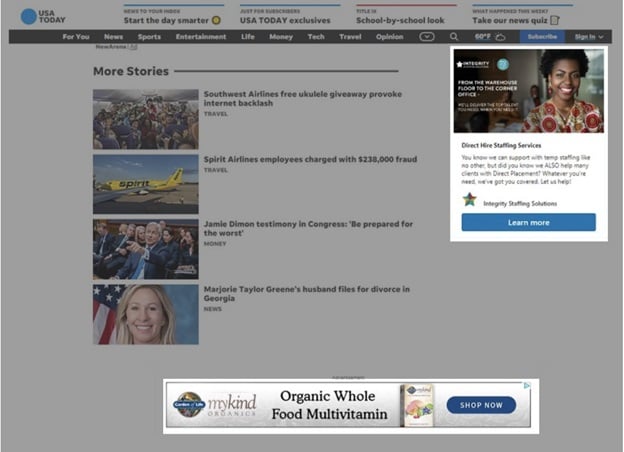 USA
TODAY
NEWS TO YOUR INBOX
Start the day smarter
JUST FOR SUBSCRIBERS
USA TODAY exclusives
TITLE IX
School-by-school look
WHAT HAPPENED THIS WEEK?
Take our news quiz
For You News Sports Entertainment Life Money Tech Travel Opinion 60°F Subscribe Sign In
NewArena | Ad
More Stories
Southwest Airlines free ukulele giveaway provoke
internet backlash
TRAVEL
spirit
Spirit Airlines employees charged with $238,000 fraud
TRAVEL
Jamie Dimon testimony in Congress: 'Be prepared for
the worst'
MONEY
Marjorie Taylor Greene's husband files for divorce in
Georgia
NEWS
INTEGRITY
FROM THE WAREHOUSE
FLOOR TO THE CORNER
OFFICE -
WE'LL DELIVER THE TOP TALENT
YOU NEED, WHEN YOU NEED IT.
Direct Hire Staffing Services
You know we can support with temp staffing like
no other, but did you know we ALSO help many
clients with Direct Placement? Whatever you're
need, we've got you covered. Let us help!
Integrity Staffing Solutions
Learn more
Garden of Life
mykind
ORGANICS
Organic Whole
Food Multivitamin
SHOP NOW